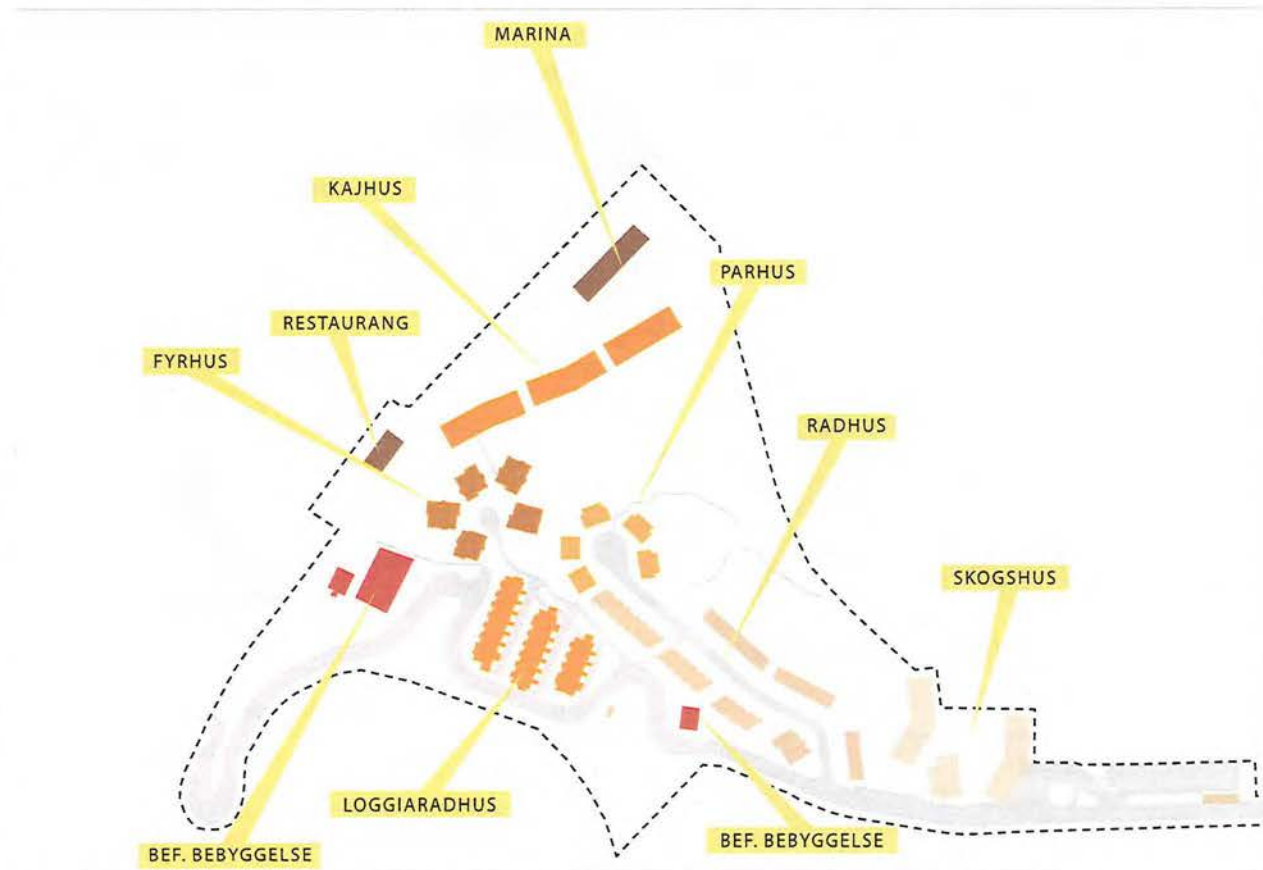 MARINA
KAJHUS
PARHUS
RESTAURANG
FYRHUS
RADHUS
SKOGSHUS
LOGGIARADHUS
BEF. BEBYGGELSE
BEF. BEBYGGELSE